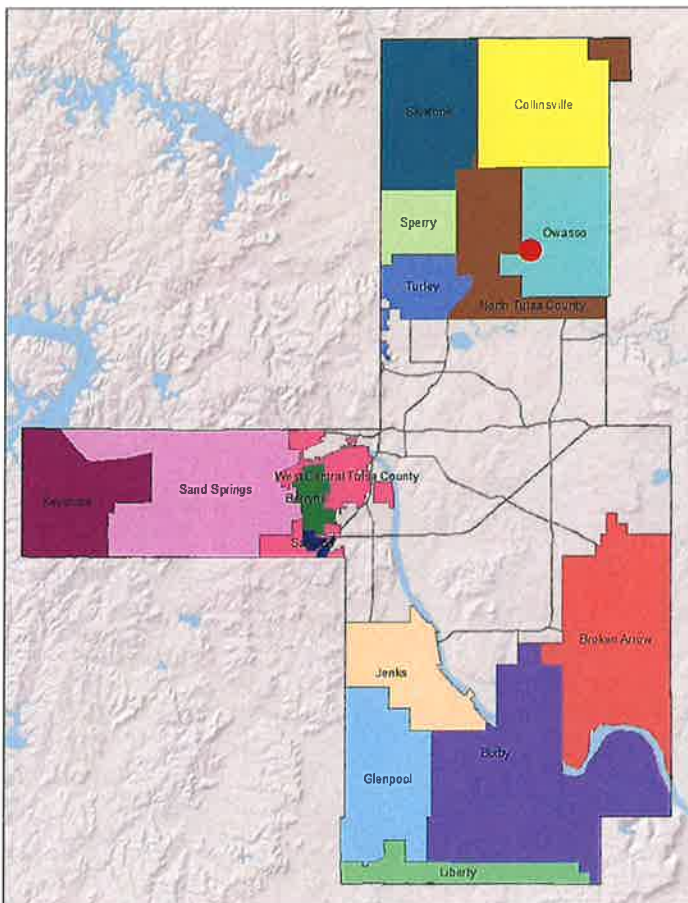 Skiatook
Collinsville
Sperry
Owasso
Turley
North Tulsa County
West Central Tulsa County
Keystone
Sand Springs
Berryhill
Broken Arrow
Jenks
Bixby
Glenpool
Liberty